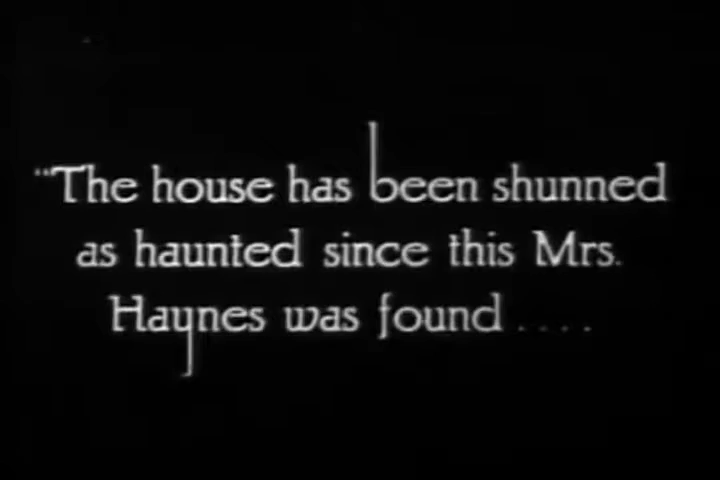 "The house has been shunned
as haunted since this Mrs.
Haynes was found....